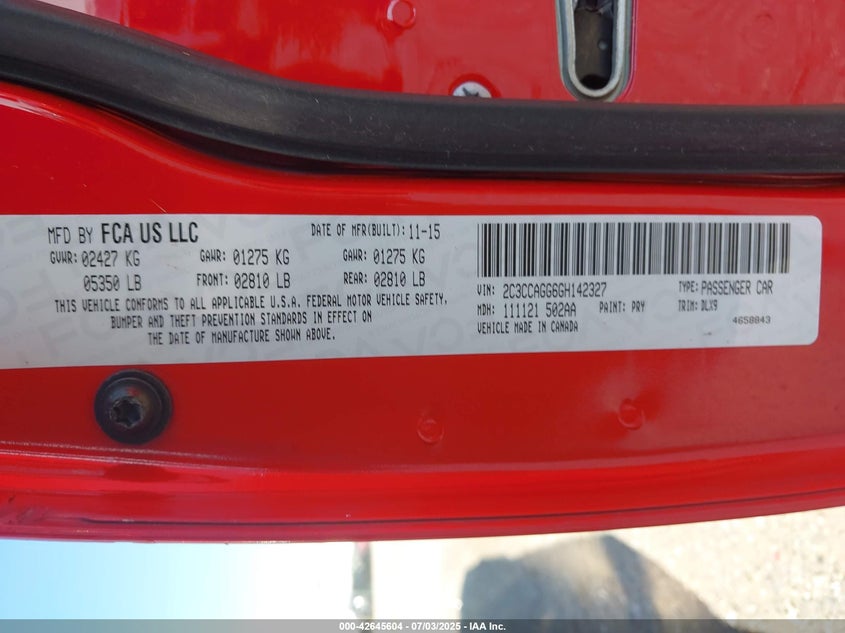 MFD BY FCA US LLC
DATE OF MFR(BUILT): 11-15
GVWR: 02427 KG
GAWR: 01275 KG
GAWR: 01275 KG
05350 LB
FRONT: 02810 LB
REAR: 02810 LB
THIS VEHICLE CONFORMS TO ALL APPLICABLE U.S.A. FEDERAL MOTOR VEHICLE SAFETY,
BUMPER AND THEFT PREVENTION STANDARDS IN EFFECT ON
THE DATE OF MANUFACTURE SHOWN ABOVE.
VIN: 2C3CCAGG6GH142327
TYPE: PASSENGER CAR
MDH: 111121 502AA
PAINT: PRY
TRIM: DLX9
VEHICLE MADE IN CANADA
4658843
000-42645604 - 07/03/2025 - IAA Inc.